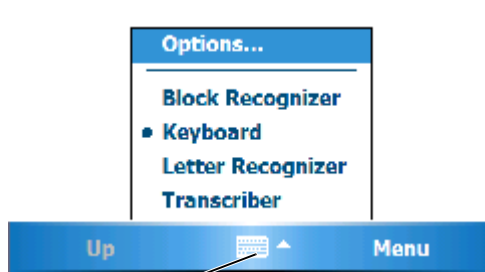 Options...
Block Recognizer
Keyboard
Letter Recognizer
Transcriber
Up
Menu